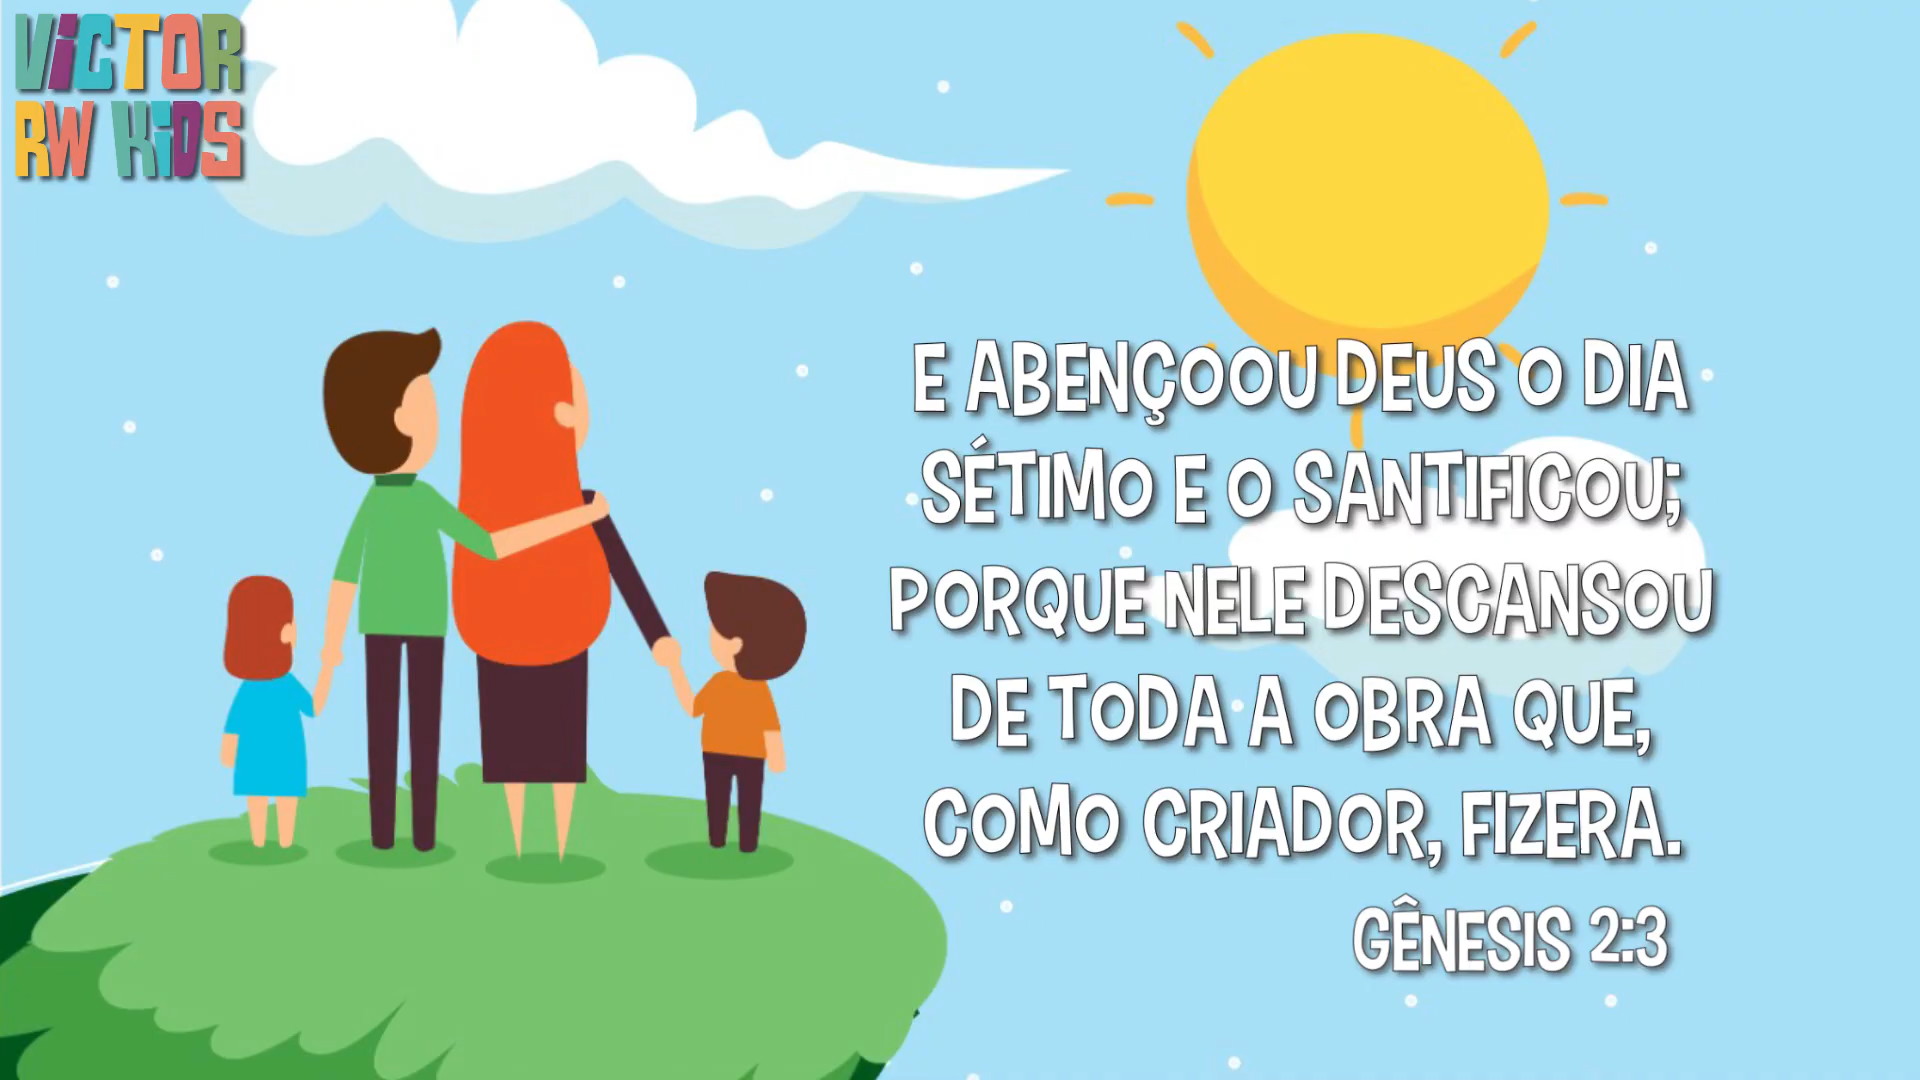 VICTOR
RW KIDS
E ABENÇOOU DEUS O DIA
SÉTIMO E O SANTIFICOU;
PORQUE NELE DESCANSOU
DE TODA A OBRA QUE,
COMO CRIADOR, FIZERA.
GÊNESIS 2:3